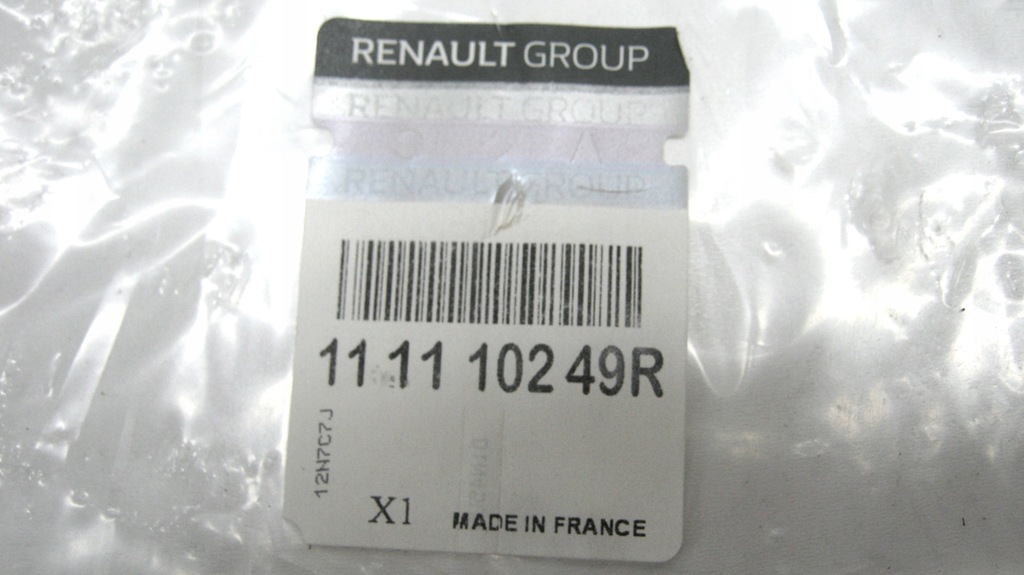 RENAULT GROUP
RENAULT GROUP
RENAULT GROUP
11 11 102 49R
12N7C7J
X1
MADE IN FRANCE